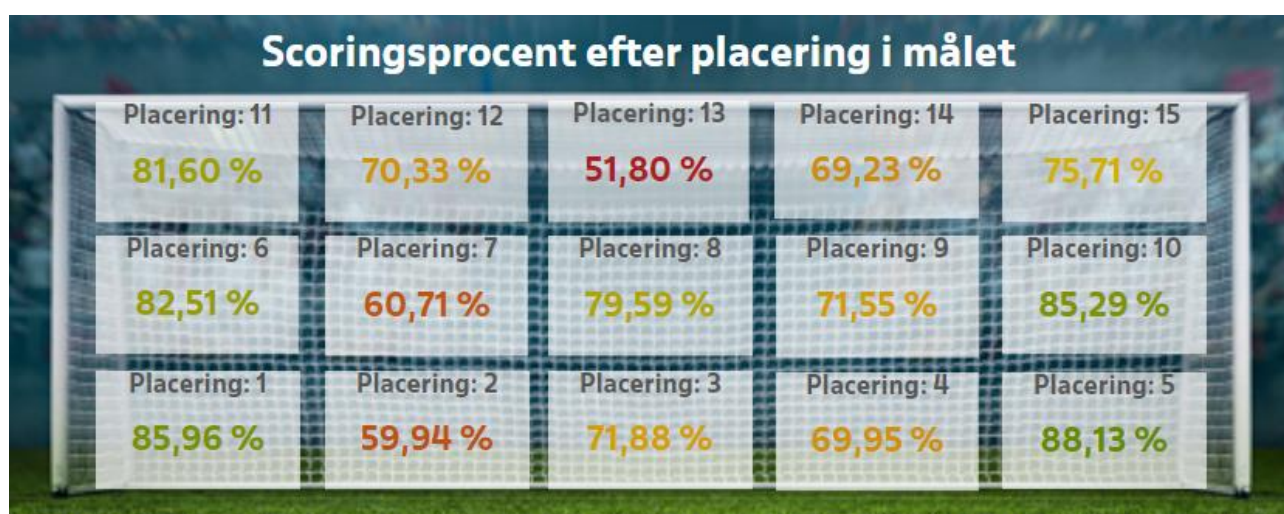 Scoringsprocent efter placering i målet
Placering: 11 Placering: 12 Placering: 13 Placering: 14 Placering: 15
81,60 % 70,33 % 51,80 % 69,23 % 75,71 %
Placering: 6 Placering: 7 Placering: 8 Placering: 9 Placering: 10
82,51 % 60,71 % 79,59 % 71,55 % 85,29 %
Placering: 1 Placering: 2 Placering: 3 Placering: 4 Placering: 5
85,96 % 59,94 % 71,88 % 69,95 % 88,13 %